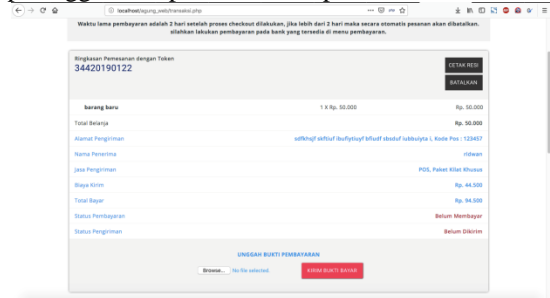 localhost/agung_web/transaksi.php
Waktu lama pembayaran adalah 2 hari setelah proses checkout dilakukan, jika lebih dari 2 hari maka secara otomatis pesanan akan dibatalkan.
silahkan lakukan pembayaran pada bank yang tersedia di menu pembayaran.
Ringkasan Pemesanan dengan Token
34420190122
CETAK RESI
BATALKAN
barang baru 1 X Rp. 50.000 Rp. 50.000
Total Belanja Rp. 50.000
Alamat Pengiriman Kode Pos : 123457
Nama Penerima ridwan
Jasa Pengiriman POS, Paket Kilat Khusus
Biaya Kirim Rp. 44.500
Total Bayar Rp. 94.500
Status Pembayaran Belum Membayar
Status Pengiriman Belum Dikirim
UNGGAH BUKTI PEMBAYARAN
Browse... No file selected. KIRIM BUKTI BAYAR